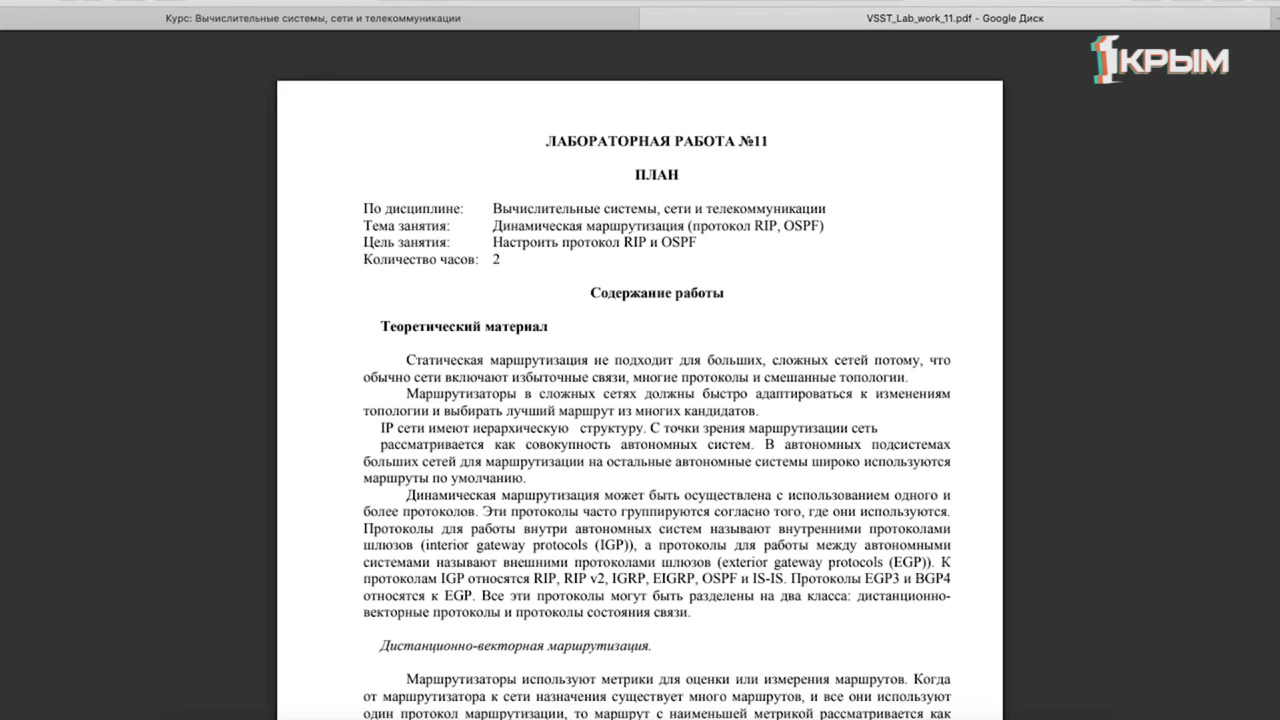 Курс: Вычислительные системы, сети и телекоммуникации
VSST_Lab_work_11.pdf - Google Диск
1КРЫМ
ЛАБОРАТОРНАЯ РАБОТА №11
ПЛАН
По дисциплине: Вычислительные системы, сети и телекоммуникации
Тема занятия: Динамическая маршрутизация (протокол RIP, OSPF)
Цель занятия: Настроить протокол RIP и OSPF
Количество часов: 2
Содержание работы
Теоретический материал
Статическая маршрутизация не подходит для больших, сложных сетей потому, что
обычно сети включают избыточные связи, многие протоколы и смешанные топологии.
Маршрутизаторы в сложных сетях должны быстро адаптироваться к изменениям
топологии и выбирать лучший маршрут из многих кандидатов.
IP сети имеют иерархическую структуру. С точки зрения маршрутизации сеть
рассматривается как совокупность автономных систем. В автономных подсистемах
больших сетей для маршрутизации на остальные автономные системы широко используются
маршруты по умолчанию.
Динамическая маршрутизация может быть осуществлена с использованием одного и
более протоколов. Эти протоколы часто группируются согласно того, где они используются.
Протоколы для работы внутри автономных систем называют внутренними протоколами
шлюзов (interior gateway protocols (IGP)), а протоколы для работы между автономными
системами называют внешними протоколами шлюзов (exterior gateway protocols (EGP)). К
протоколам IGP относятся RIP, RIP v2, IGRP, EIGRP, OSPF и IS-IS. Протоколы EGP3 и BGP4
относятся к EGP. Все эти протоколы могут быть разделены на два класса: дистанционно-
векторные протоколы и протоколы состояния связи.
Дистанционно-векторная маршрутизация.
Маршрутизаторы используют метрики для оценки или измерения маршрутов. Когда
от маршрутизатора к сети назначения существует много маршрутов, и все они используют
один протокол маршрутизации, то маршрут с наименьшей метрикой рассматривается как